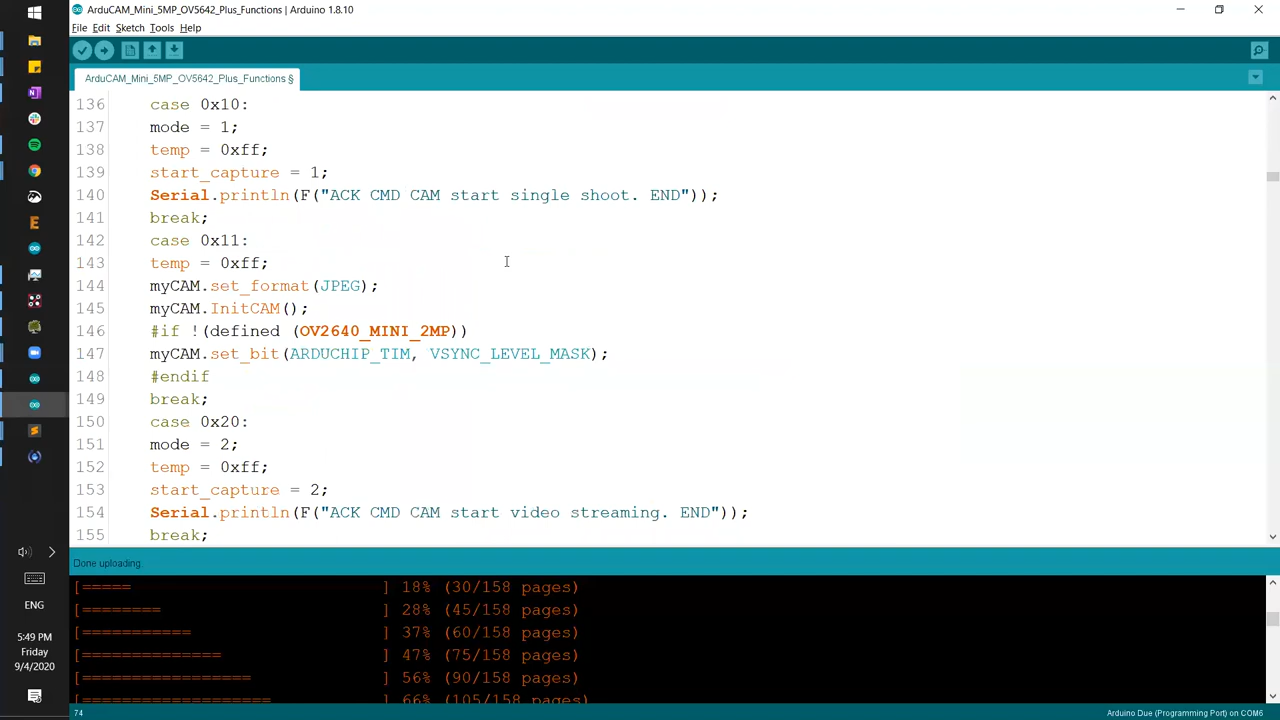 ArduCAM_Mini_5MP_OV5642_Plus_Functions | Arduino 1.8.10
File Edit Sketch Tools Help
ArduCAM_Mini_5MP_OV5642_Plus_Functions §
136 case 0x10:
137 mode = 1;
138 temp = 0xff;
139 start_capture = 1;
140 Serial.println(F("ACK CMD CAM start single shoot. END"));
141 break;
142 case 0x11:
143 temp = 0xff;
144 myCAM.set_format(JPEG);
145 myCAM.InitCAM();
146 #if !(defined (OV2640_MINI_2MP))
147 myCAM.set_bit(ARDUCHIP_TIM, VSYNC_LEVEL_MASK);
148 #endif
149 break;
150 case 0x20:
151 mode = 2;
152 temp = 0xff;
153 start_capture = 2;
154 Serial.println(F("ACK CMD CAM start video streaming. END"));
155 break;
Done uploading.
[===== ] 18% (30/158 pages)
[======== ] 28% (45/158 pages)
[=========== ] 37% (60/158 pages)
[============== ] 47% (75/158 pages)
[================= ] 56% (90/158 pages)
[=================== ] 66% (105/158 pages)
74
Arduino Due (Programming Port) on COM6
ENG
5:49 PM
Friday
9/4/2020